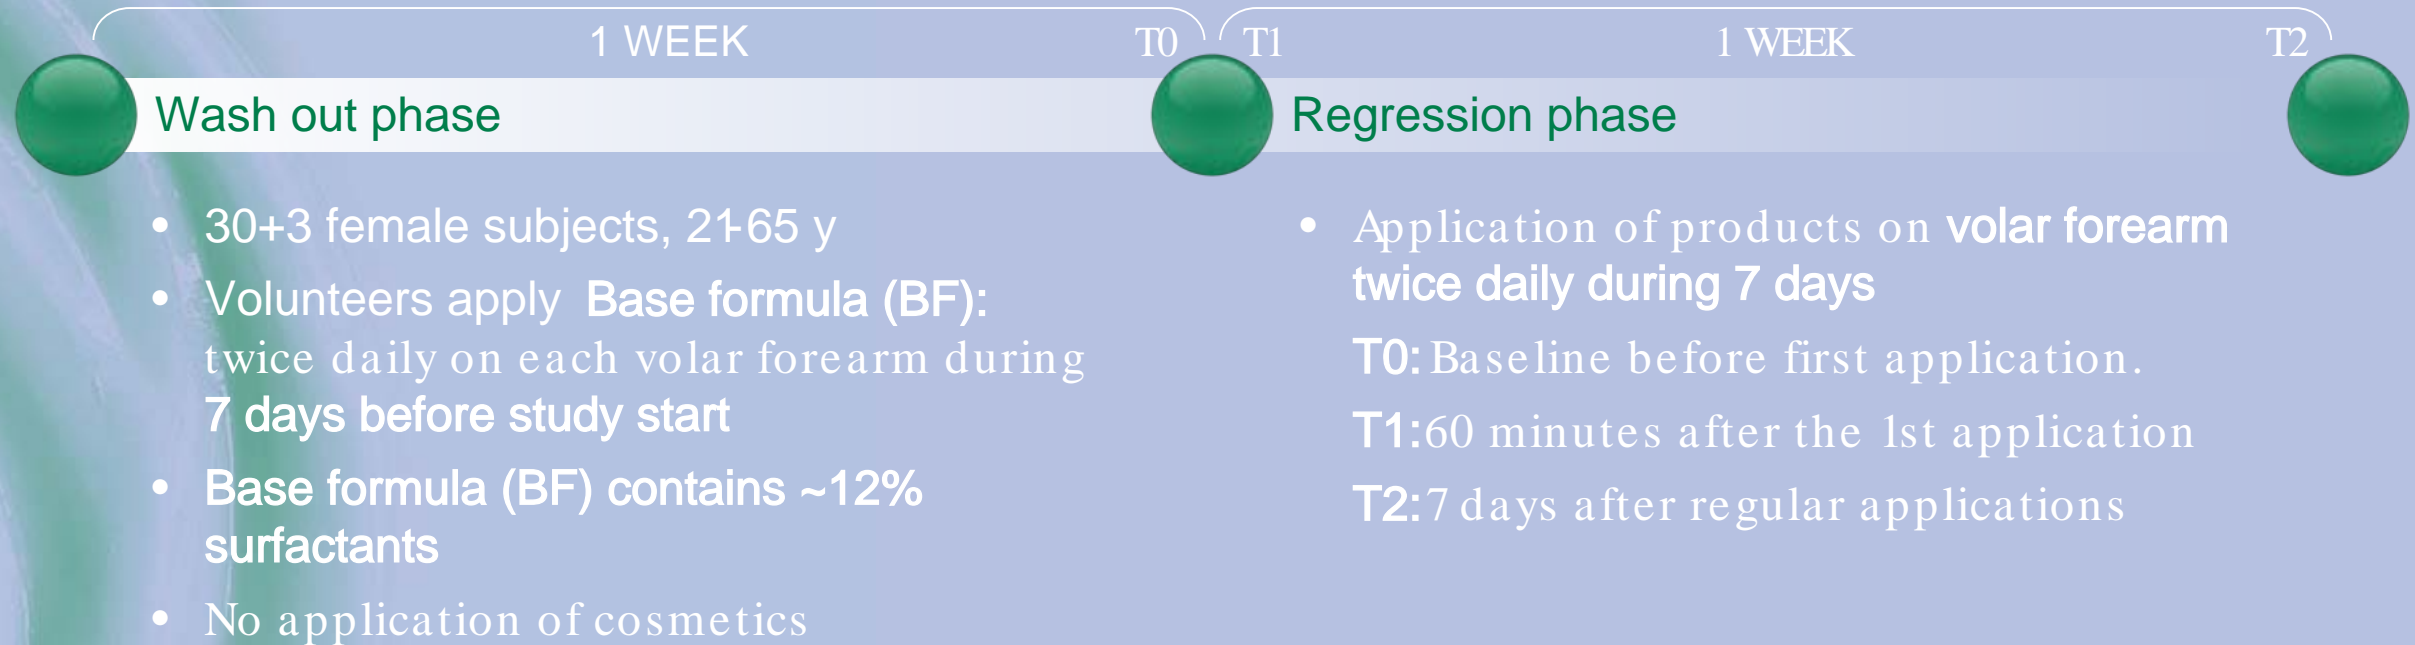 1 WEEK T0 T1 1 WEEK T2
Wash out phase
• 30+3 female subjects, 21-65 y
• Volunteers apply Base formula (BF):
twice daily on each volar forearm during
7 days before study start
• Base formula (BF) contains ~12%
surfactants
• No application of cosmetics
Regression phase
• Application of products on volar forearm
twice daily during 7 days
T0: Baseline before first application.
T1:60 minutes after the 1st application
T2:7 days after regular applications